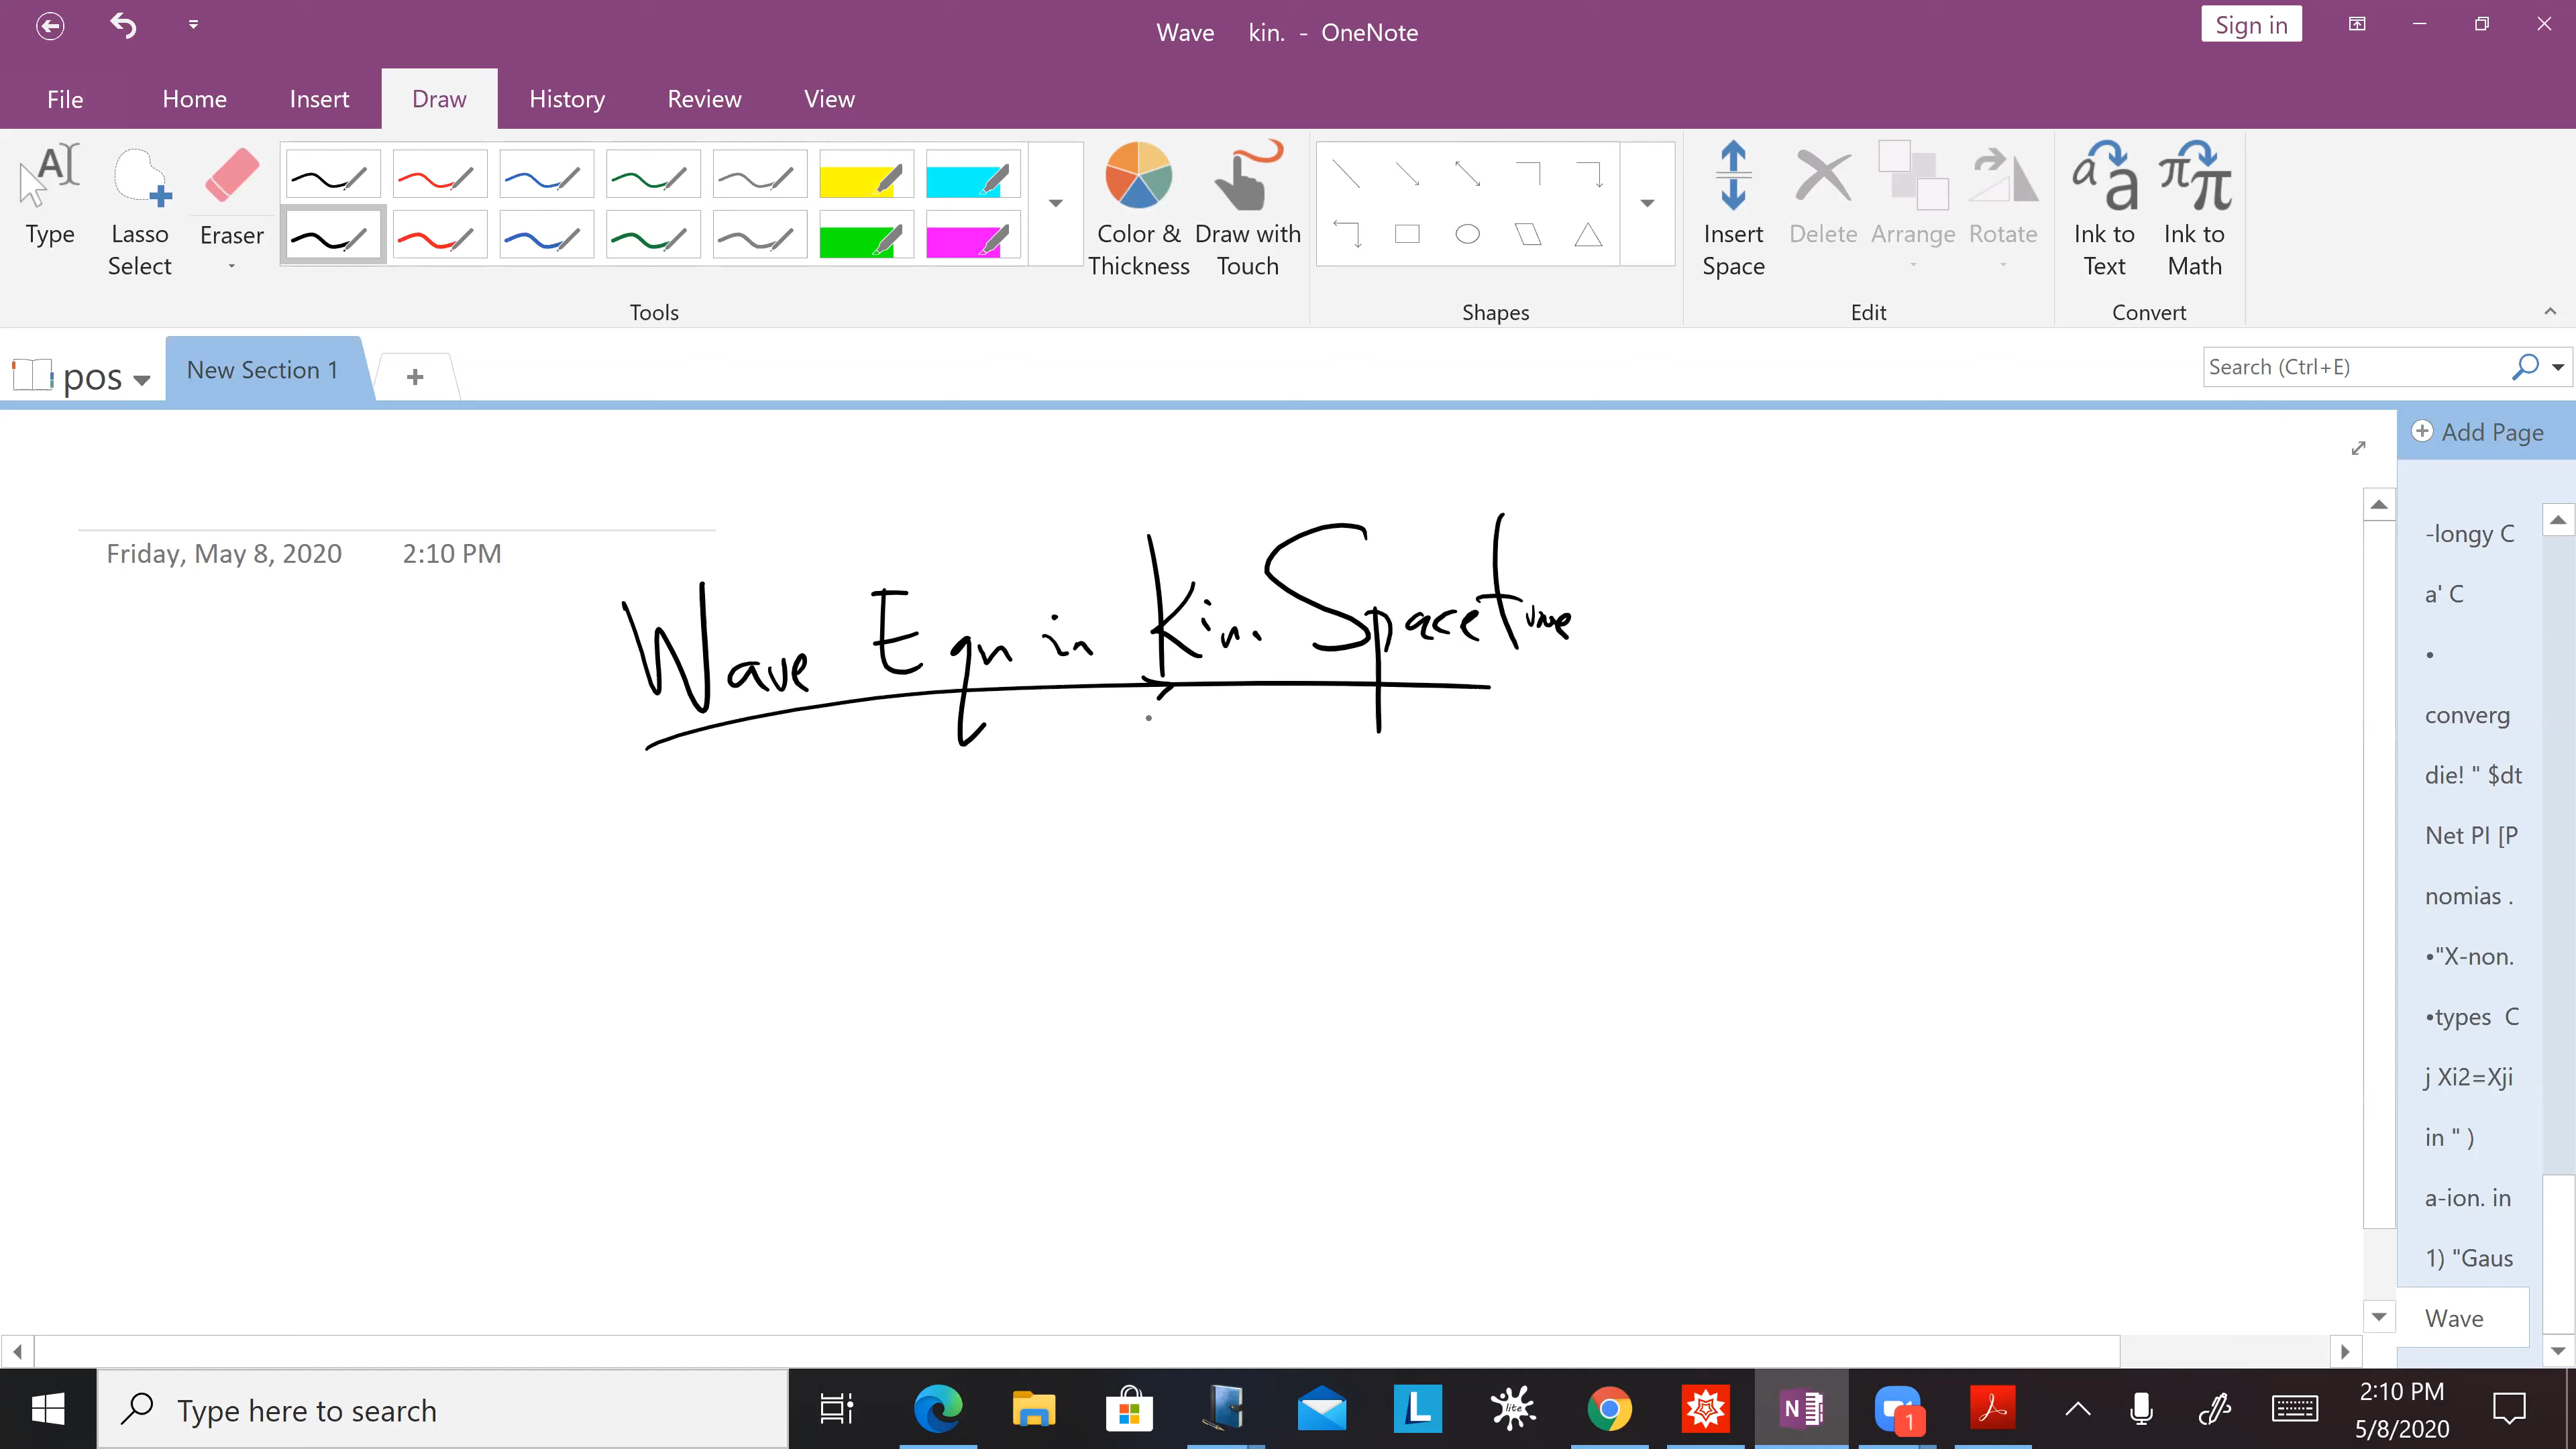 Wave kin. - OneNote
Sign in
File Home Insert Draw History Review View
Type
Lasso Select
Eraser
Color & Thickness
Draw with Touch
Insert Space
Delete
Arrange
Rotate
Ink to Text
Ink to Math
Tools
Shapes
Edit
Convert
pos
New Section 1
Search (Ctrl+E)
Add Page
Friday, May 8, 2020 2:10 PM
Wave Eqn in Kin. Spacetime
-longy C
a' C
•
converg
die! " $dt
Net PI [P
nomias .
•"X-non.
•types C
j Xi2=Xji
in " )
a-ion. in
1) "Gaus
Wave
Type here to search
L
lite
N
1
2:10 PM
5/8/2020